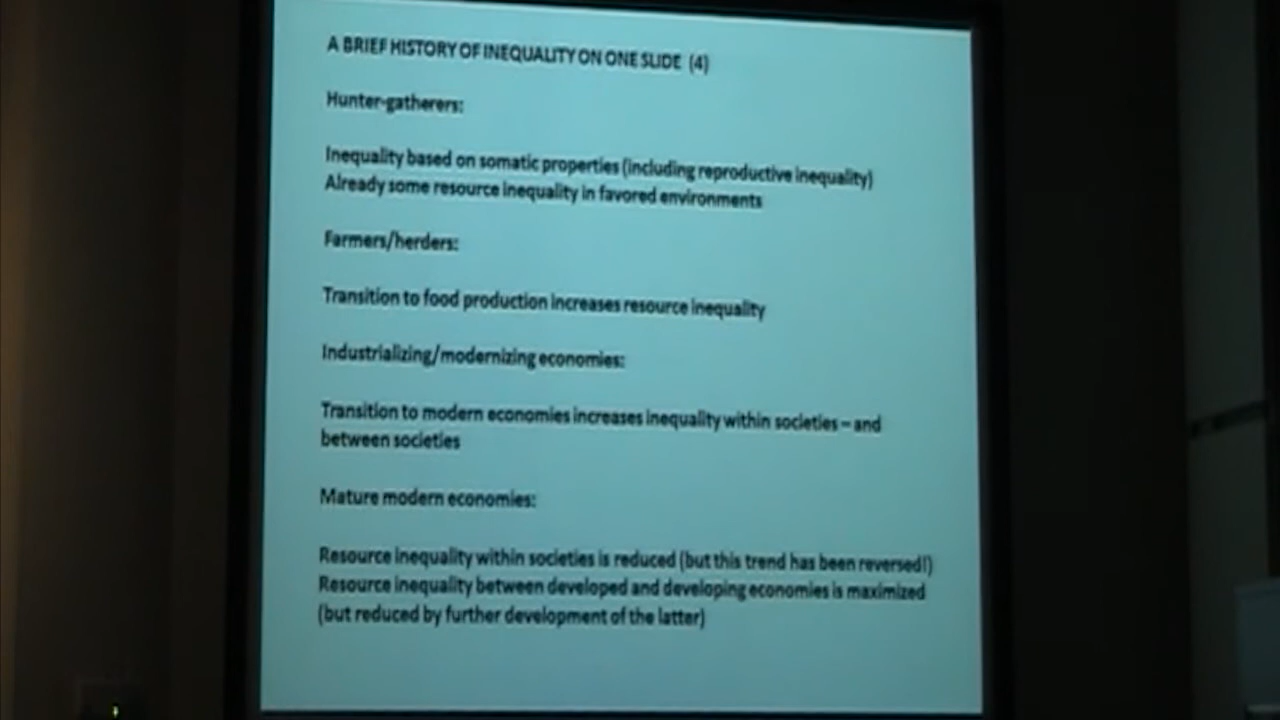 A BRIEF HISTORY OF INEQUALITY ON ONE SLIDE (4)
Hunter-gatherers:
Inequality based on somatic properties (including reproductive inequality)
Already some resource inequality in favored environments
Farmers/herders:
Transition to food production increases resource inequality
Industrializing/modernizing economies:
Transition to modern economies increases inequality within societies – and
between societies
Mature modern economies:
Resource inequality within societies is reduced (but this trend has been reversed!)
Resource inequality between developed and developing economies is maximized
(but reduced by further development of the latter)